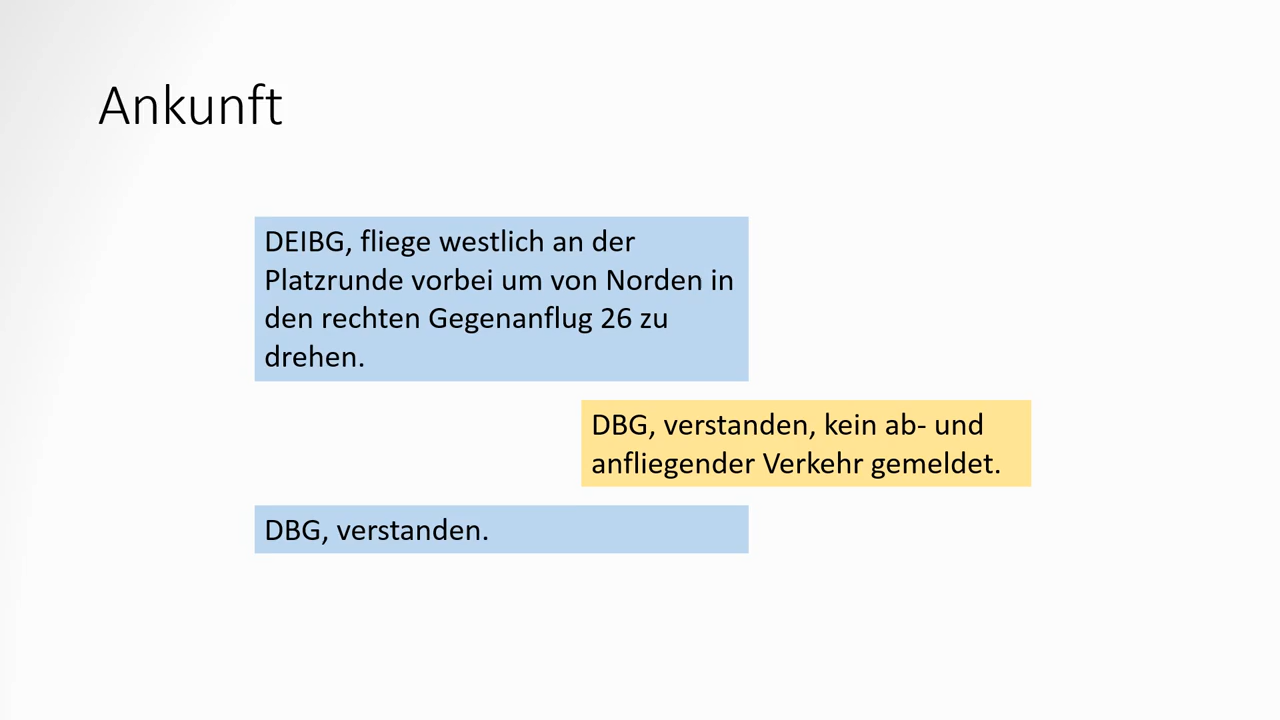 Ankunft
DEIBG, fliege westlich an der
Platzrunde vorbei um von Norden in
den rechten Gegenanflug 26 zu
drehen.
DBG, verstanden, kein ab- und
anfliegender Verkehr gemeldet.
DBG, verstanden.